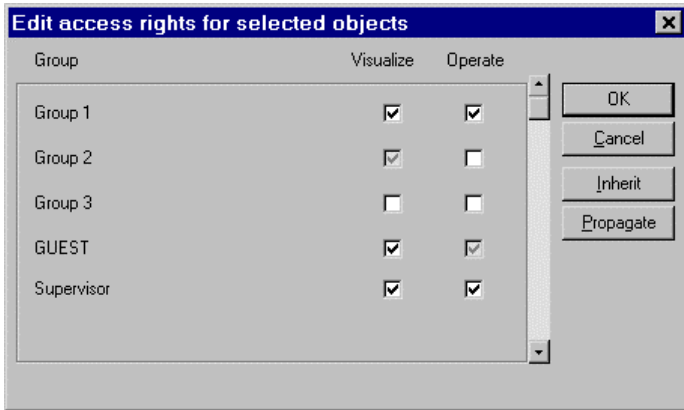 Edit access rights for selected objects
Group Visualize Operate
Group 1
Group 2
Group 3
GUEST
Supervisor
OK
Cancel
Inherit
Propagate